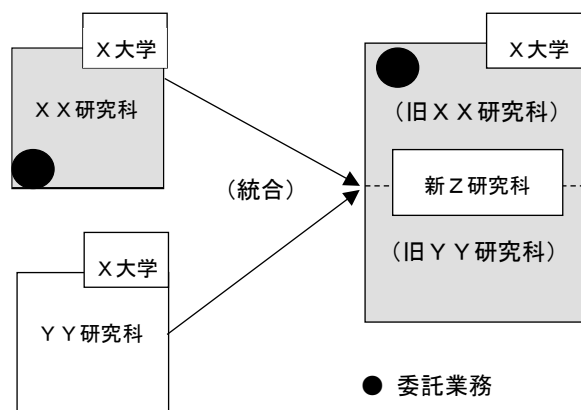 X大学
XX研究科
(統合)
X大学
YY研究科
X大学
(旧XX研究科)
新Z研究科
(旧YY研究科)
● 委託業務